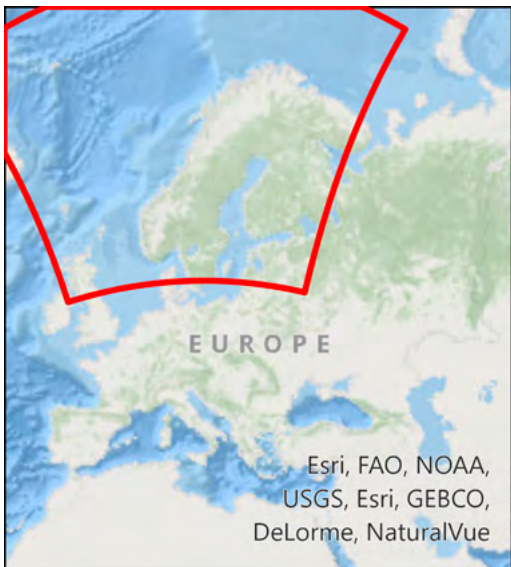 EUROPE
Esri, FAO, NOAA,
USGS, Esri, GEBCO,
DeLorme, NaturalVue